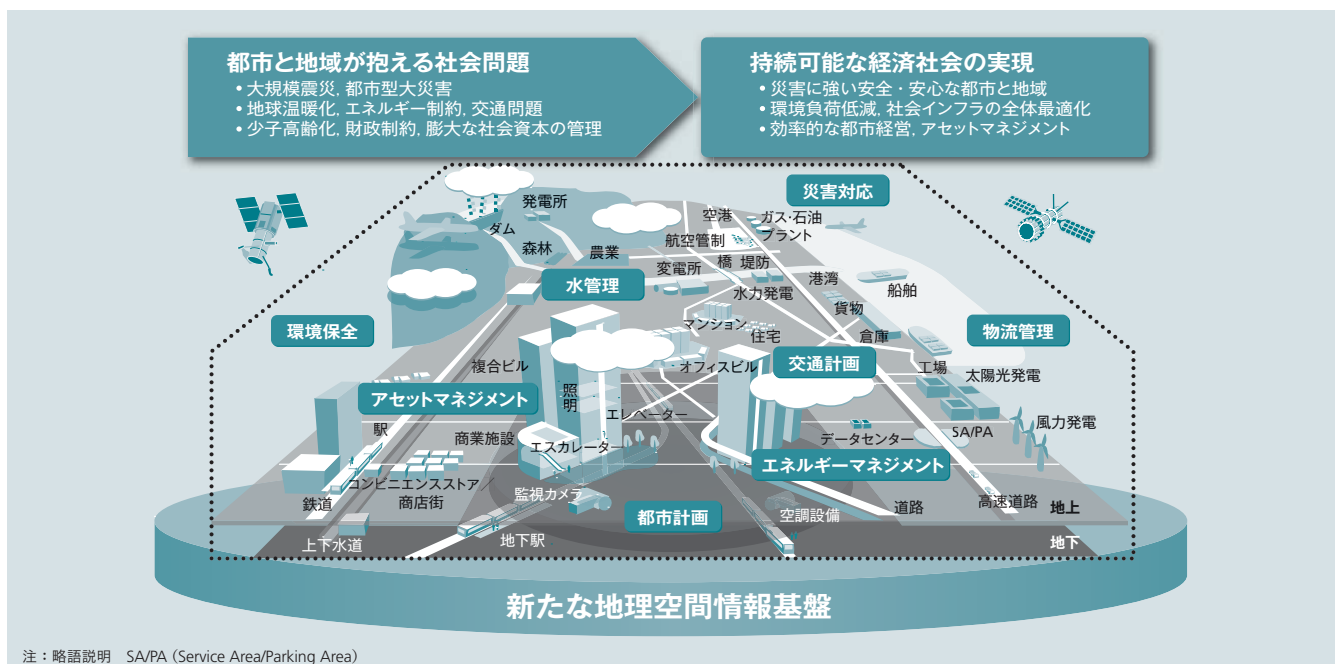 都市と地域が抱える社会問題
• 大規模震災, 都市型大災害
• 地球温暖化, エネルギー制約, 交通問題
• 少子高齢化, 財政制約, 膨大な社会資本の管理
持続可能な経済社会の実現
• 災害に強い安全・安心な都市と地域
• 環境負荷低減, 社会インフラの全体最適化
• 効率的な都市経営, アセットマネジメント
災害対応
発電所
空港
ガス・石油
プラント
ダム
航空管制
森林
農業
橋
堤防
変電所
港湾
船舶
水管理
水力発電
貨物
マンション
住宅
倉庫
環境保全
物流管理
複合ビル
オフィスビル
交通計画
工場
太陽光発電
照明
アセットマネジメント
エレベーター
駅
商業施設
エスカレーター
データセンター
SA/PA
風力発電
エネルギーマネジメント
コンビニエンスストア／
商店街
鉄道
監視カメラ
都市計画
空調設備
道路
高速道路
地上
上下水道
地下駅
地下
新たな地理空間情報基盤
注：略語説明　SA/PA（Service Area/Parking Area）